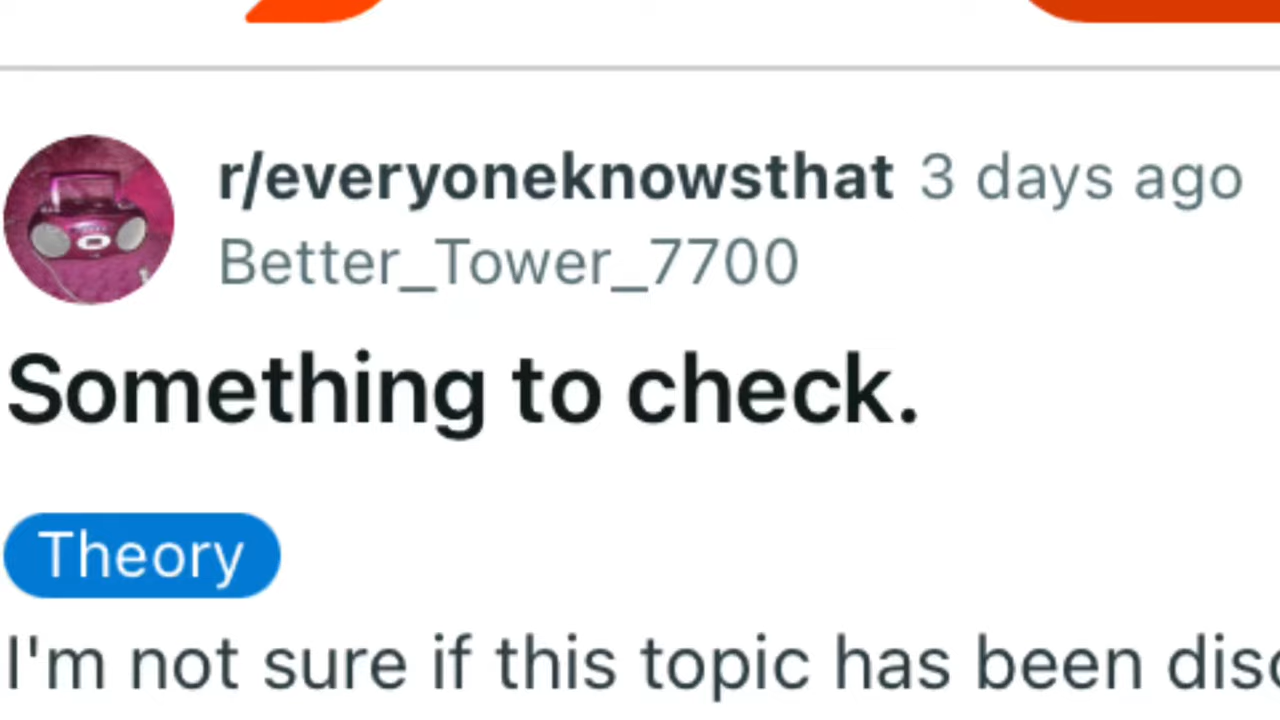 r/everyoneknowsthat 3 days ago
Better_Tower_7700
Something to check.
Theory
I'm not sure if this topic has been